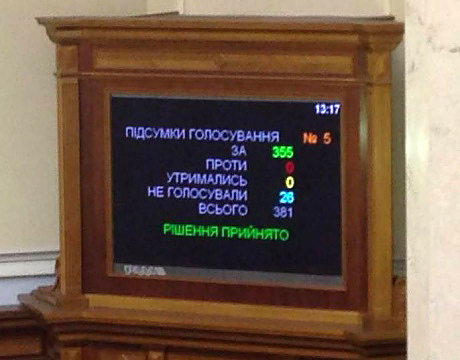 13:17
ПІДСУМКИ ГОЛОСУВАННЯ № 5
ЗА 355
ПРОТИ 0
УТРИМАЛИСЬ 0
НЕ ГОЛОСУВАЛИ 26
ВСЬОГО 381
РІШЕННЯ ПРИЙНЯТО